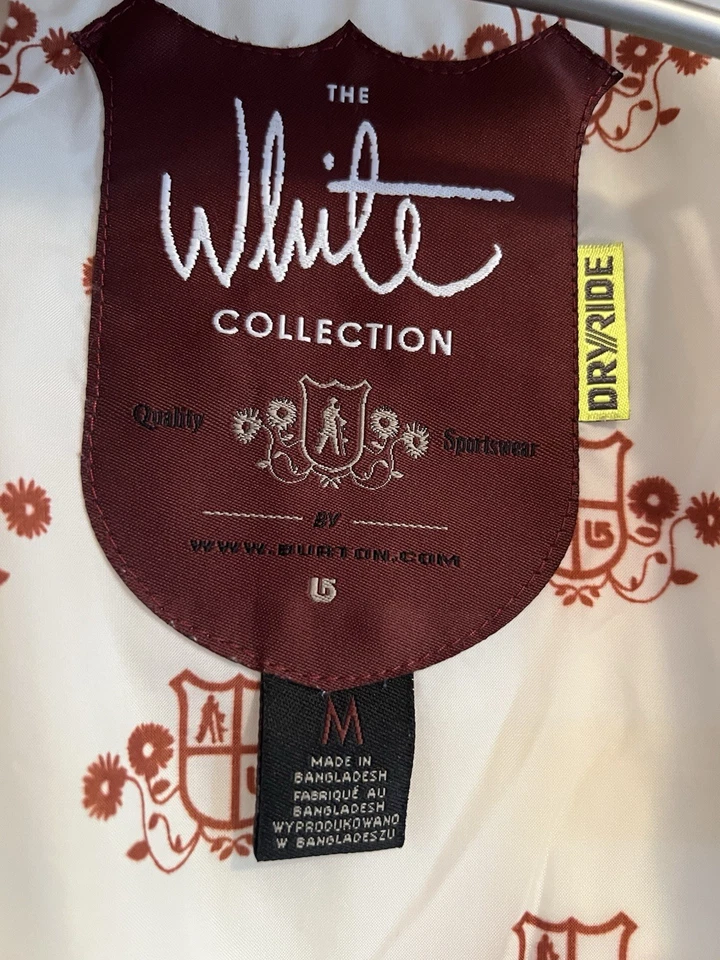 THE
White
COLLECTION
Quality
Sportswear
BY
WWW.BURTON.COM
DRY/RIDE
M
MADE IN
BANGLADESH
FABRIQUÉ AU
BANGLADESH
WYPRODUKOWANO
W BANGLADESZU